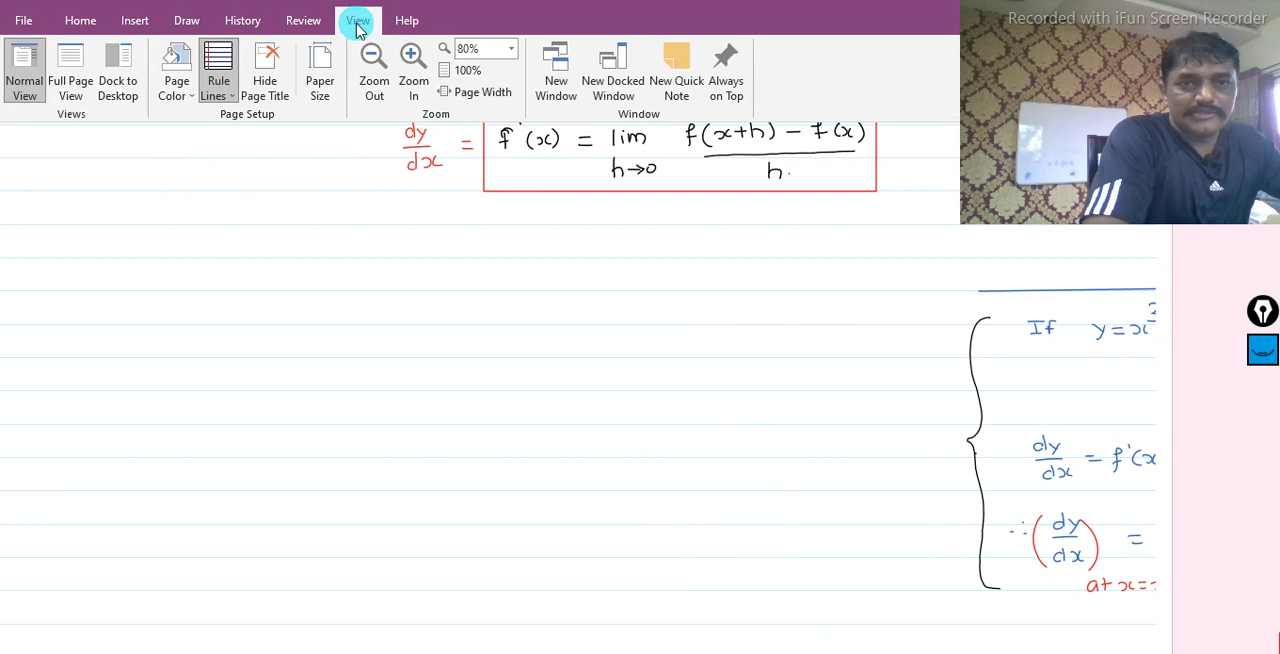 File Home Insert Draw History Review View Help
Recorded with iFun Screen Recorder
Normal View
Full Page View
Dock to Desktop
Views
Page Color
Rule Lines
Hide Page Title
Paper Size
Page Setup
Zoom Out
Zoom In
80%
100%
Page Width
Zoom
New Window
New Docked Window
New Quick Note
Always on Top
Window
dy/dx = f'(x) = lim h→0 f(x+h) − f(x) / h.
If y = x²
dy/dx = f'(x
∴ (dy/dx) =
at x=